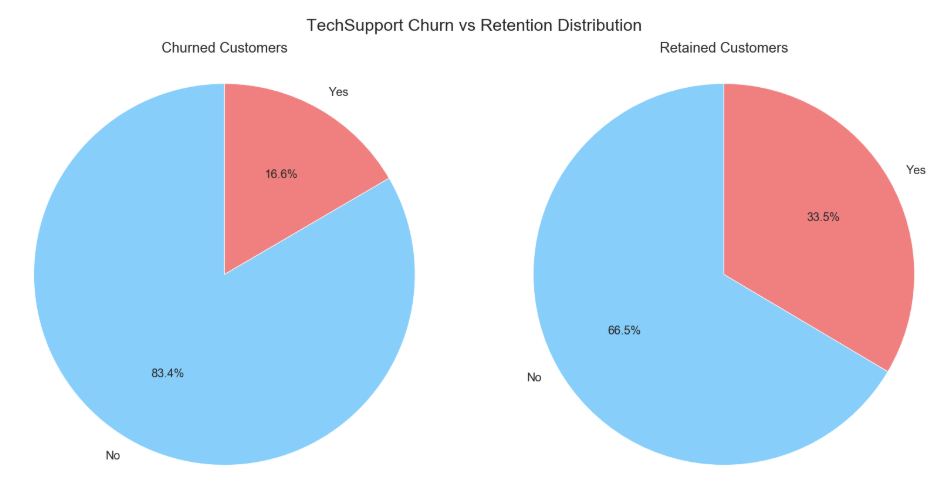 TechSupport Churn vs Retention Distribution
Churned Customers
Yes
16.6%
83.4%
No
Retained Customers
Yes
33.5%
66.5%
No